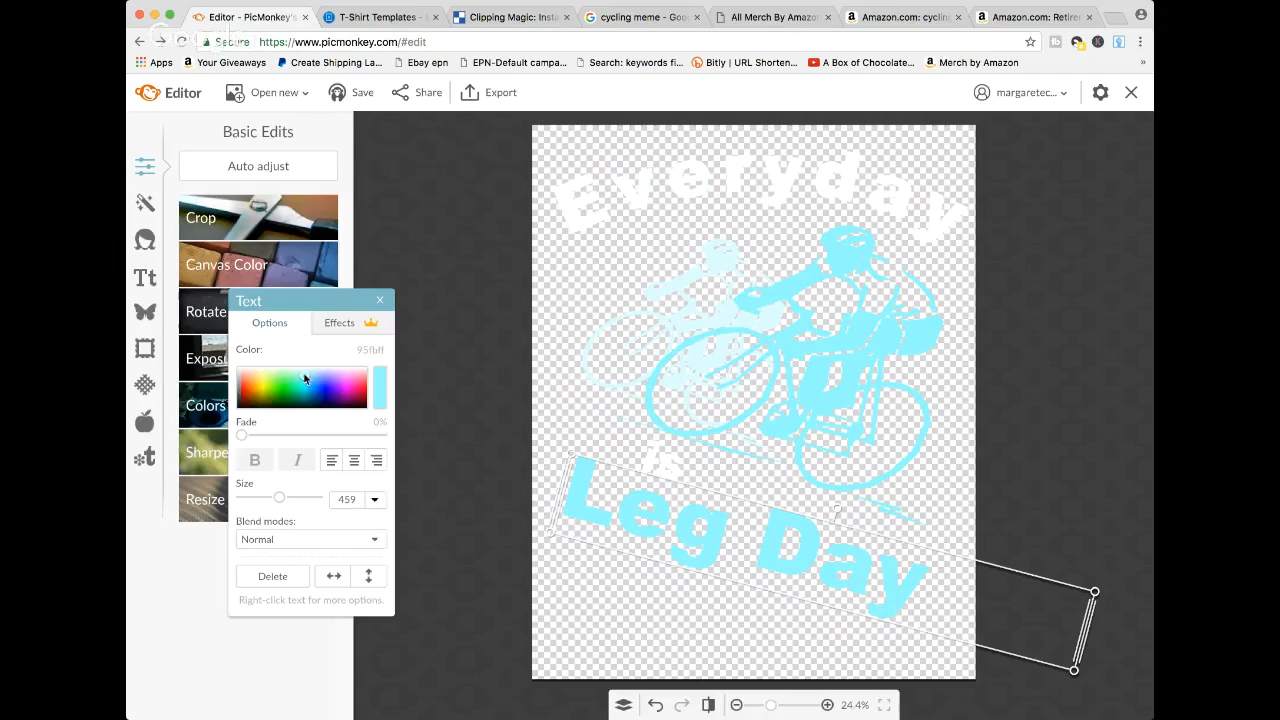 Editor - PicMonkey's
T-Shirt Templates -
Clipping Magic: Insta
cycling meme - Goo
All Merch By Amazon
Amazon.com: cyclin
Amazon.com: Retire
Secure
https://www.picmonkey.com/#edit
Apps
Your Giveaways
Create Shipping La...
Ebay epn
EPN-Default campa...
Search: keywords fi...
Bitly | URL Shorten...
A Box of Chocolate...
Merch by Amazon
»
Editor
Open new
Save
Share
Export
margaretec...
Basic Edits
Auto adjust
Crop
Canvas Color
Rotate
Expos
Colors
Sharpe
Resize
Tt
Text
Options
Effects
Color:
95fbff
Fade
0%
B
I
Size
459
Blend modes:
Normal
Delete
Right-click text for more options.
Everyday
is
Leg Day
24.4%